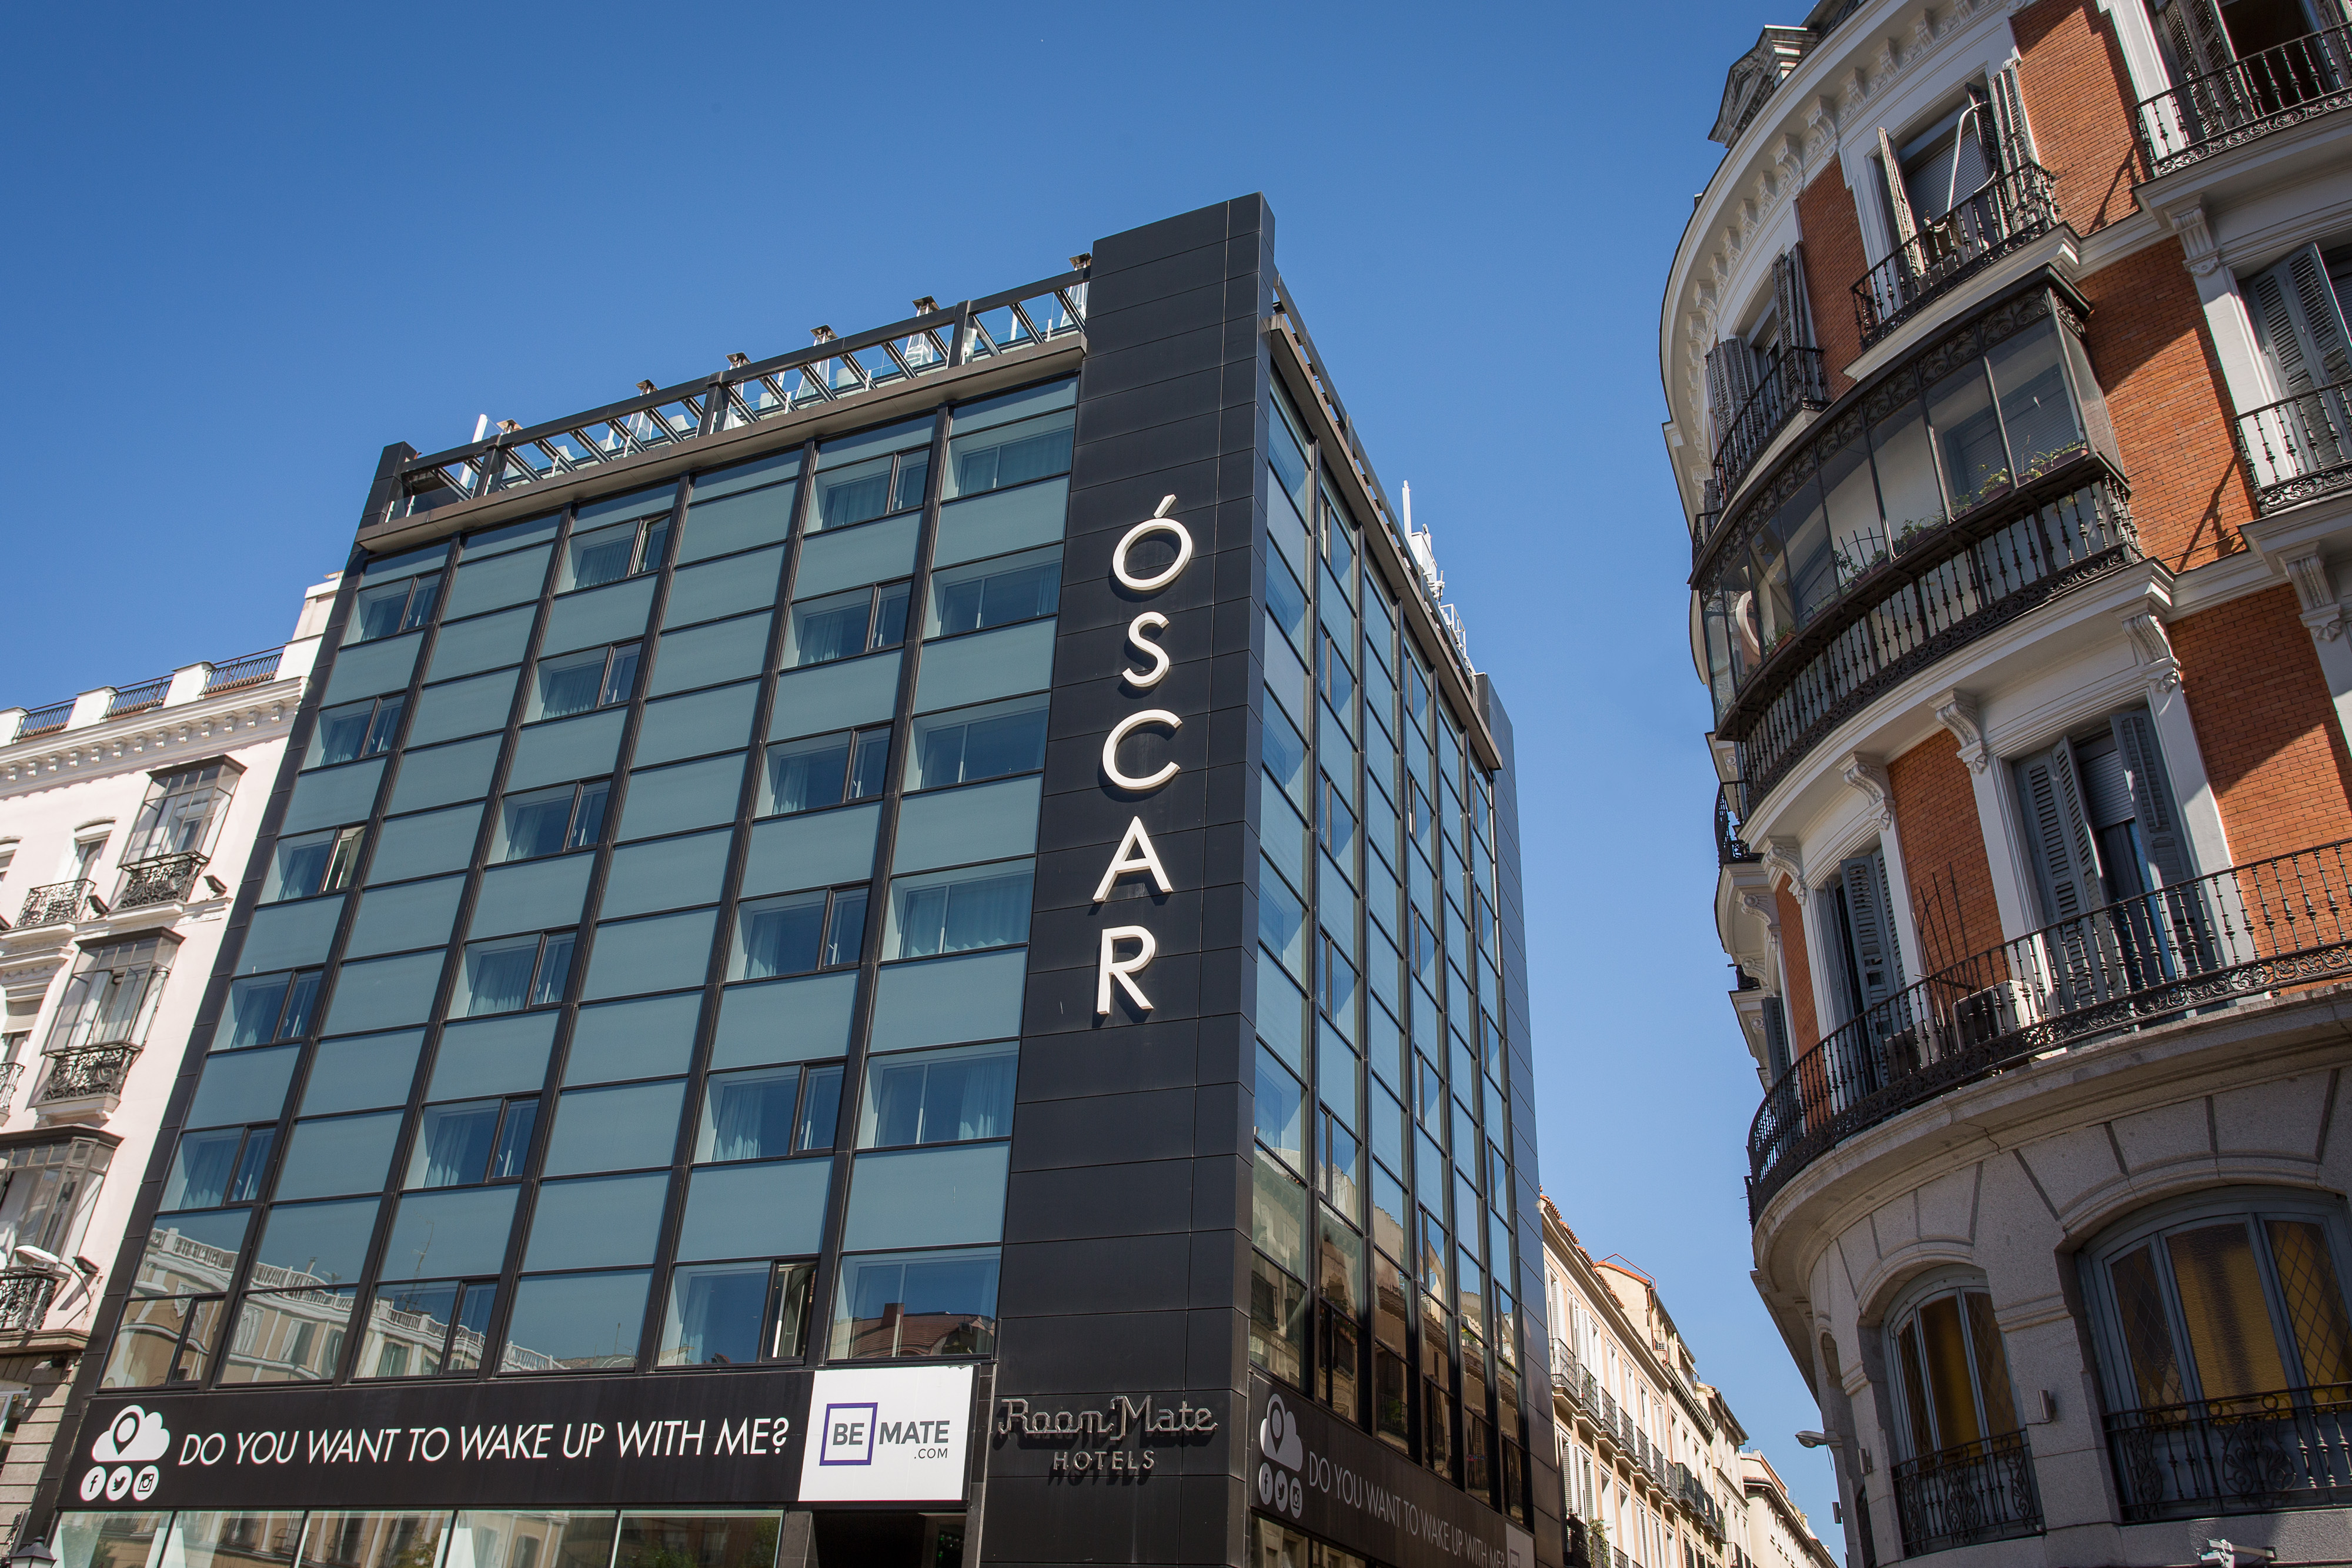 ÓSCAR
DO YOU WANT TO WAKE UP WITH ME?
BE MATE
.COM
Room Mate
HOTELS
DO YOU WANT TO WAKE UP WITH ME?